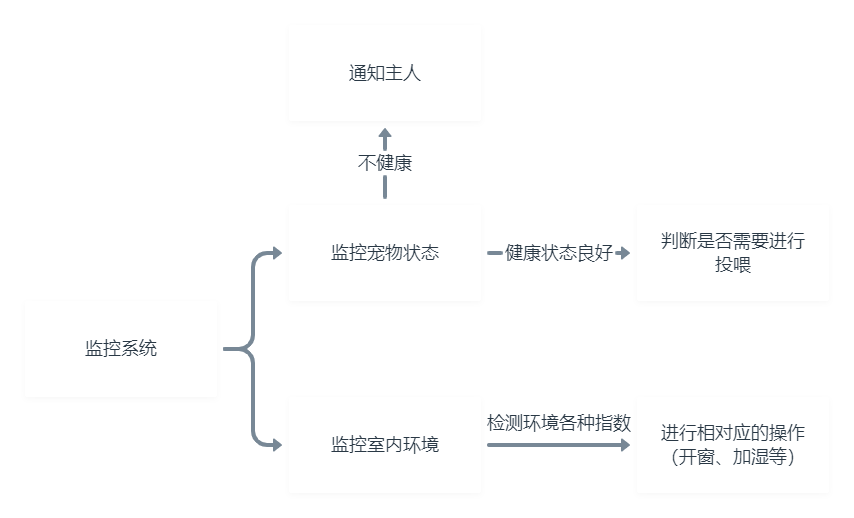 通知主人
不健康
监控宠物状态
健康状态良好
判断是否需要进行
投喂
监控系统
监控室内环境
检测环境各种指数
进行相对应的操作
（开窗、加湿等）